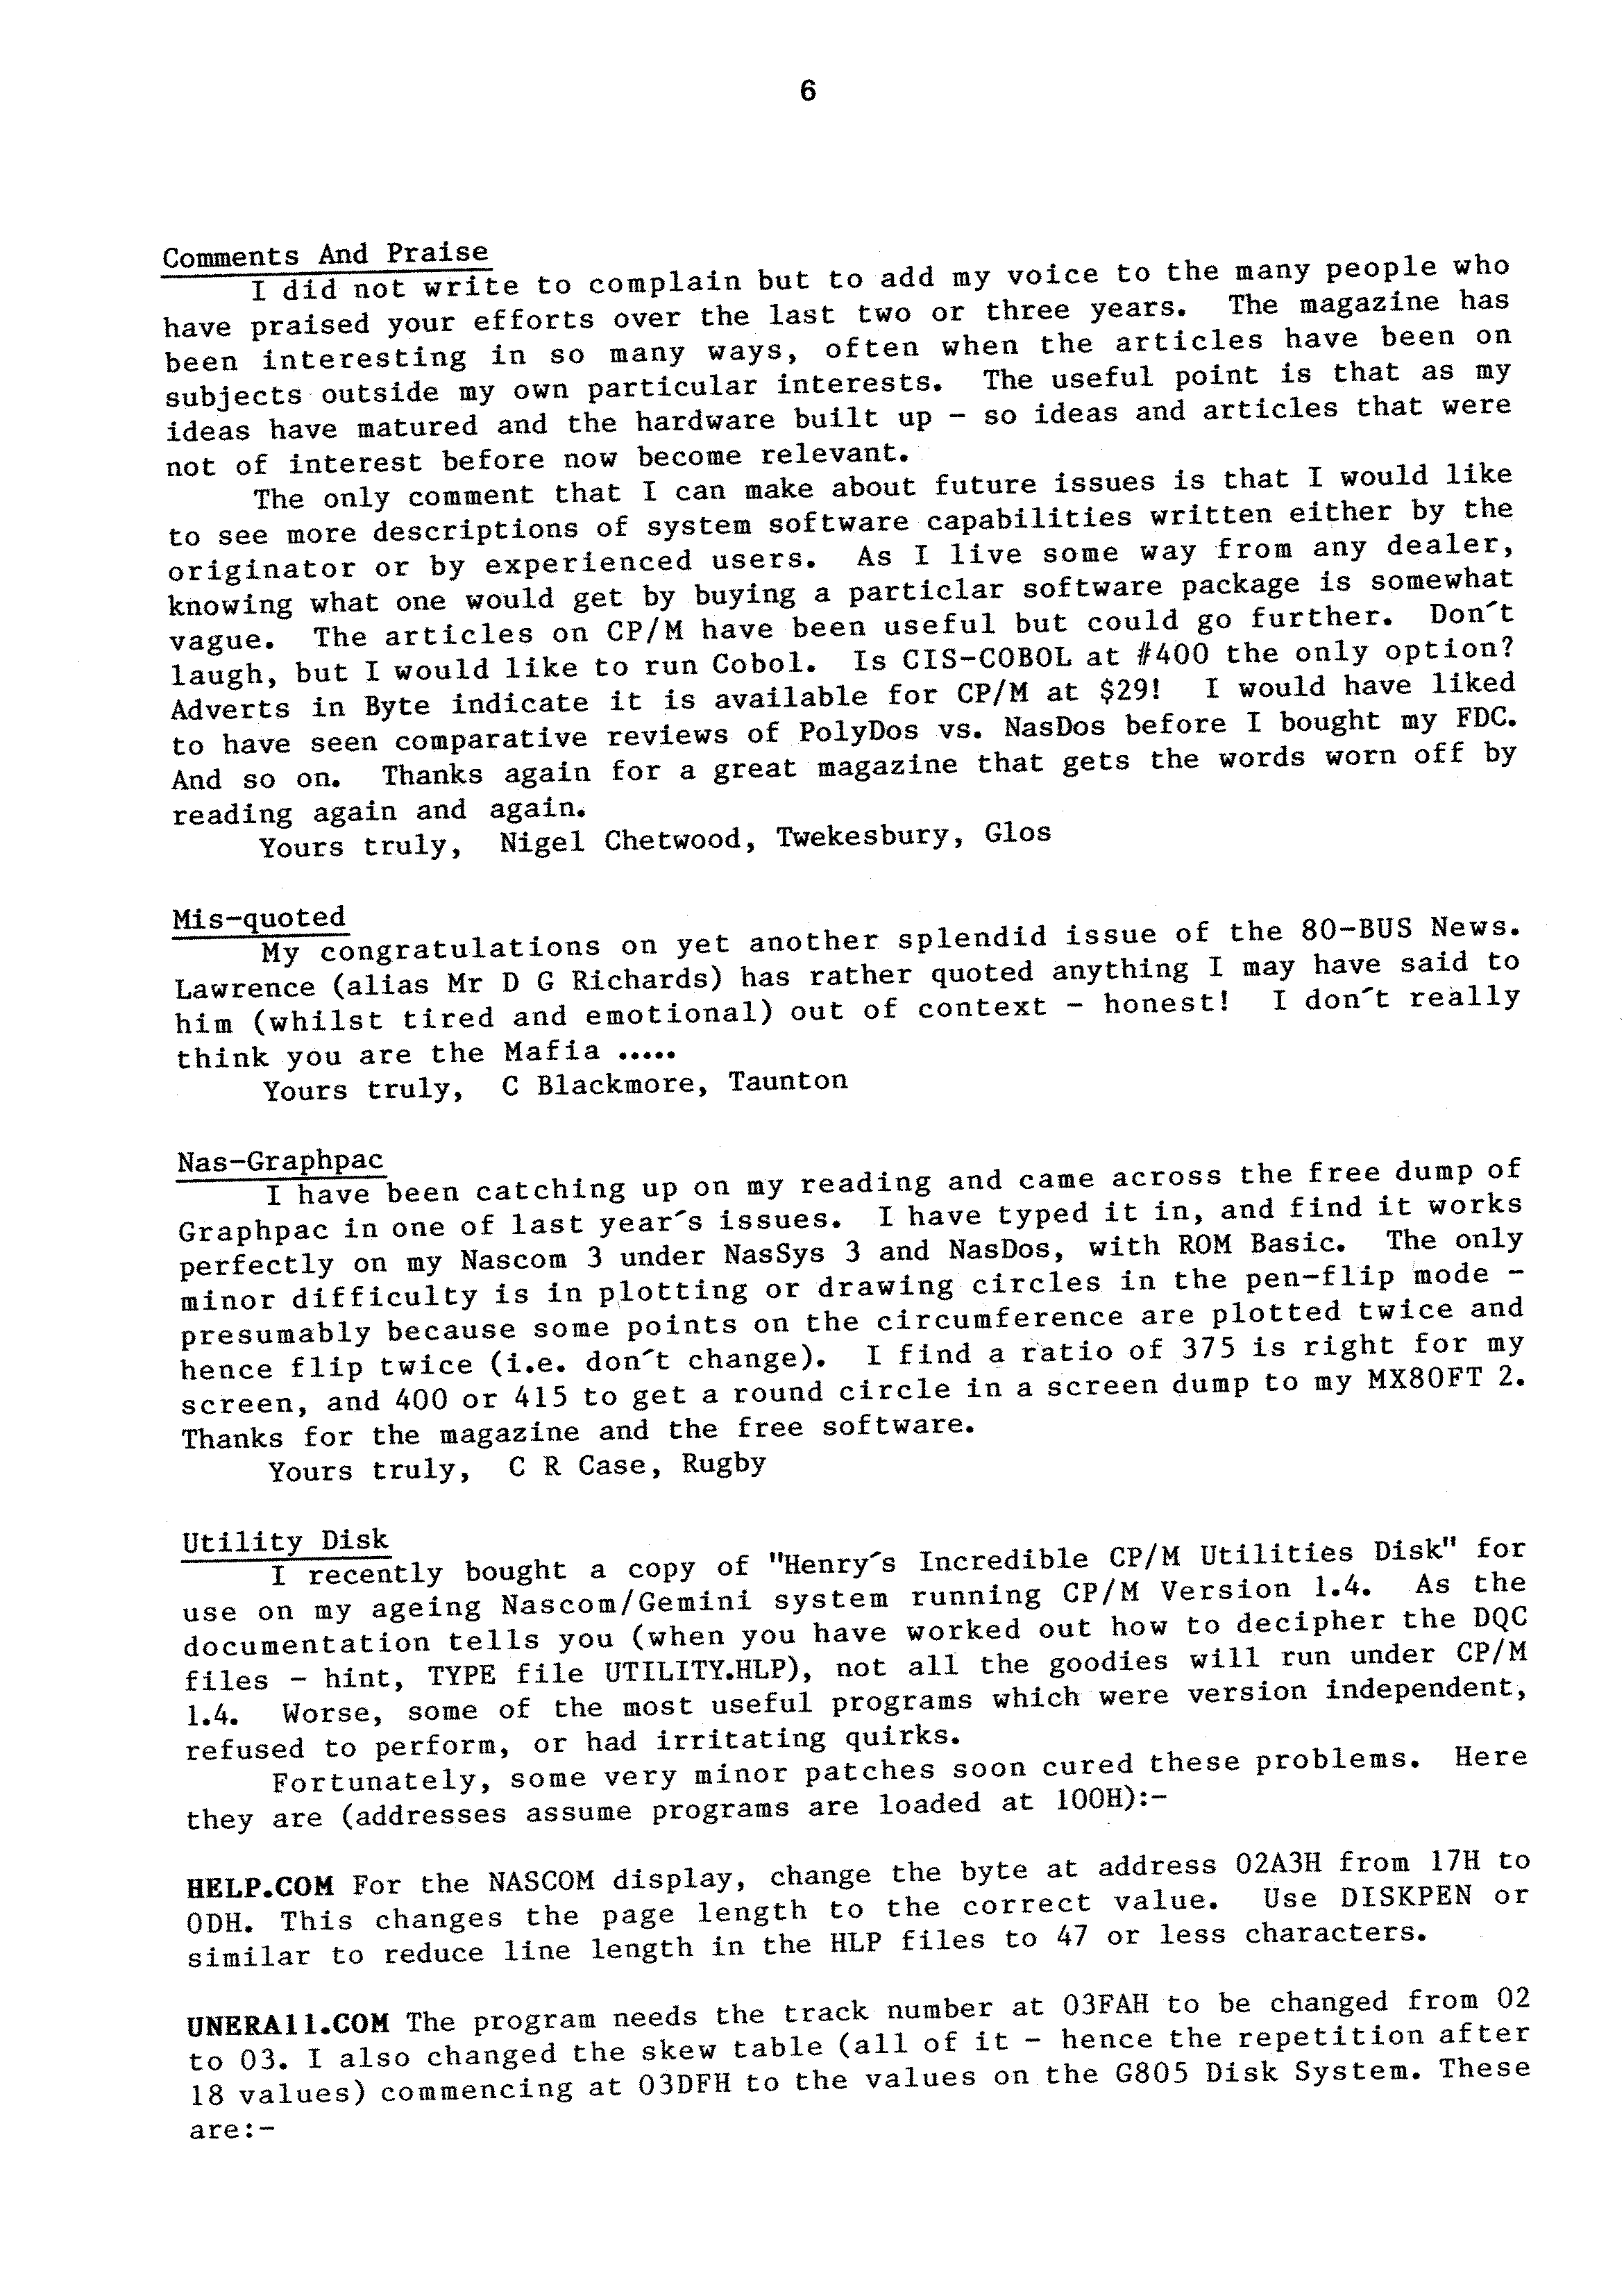 6
Comments And Praise
I did not write to complain but to add my voice to the many people who
have praised your efforts over the last two or three years. The magazine has
been interesting in so many ways, often when the articles have been on
subjects outside my own particular interests. The useful point is that as my
ideas have matured and the hardware built up - so ideas and articles that were
not of interest before now become relevant.
The only comment that I can make about future issues is that I would like
to see more descriptions of system software capabilities written either by the
originator or by experienced users. As I live some way from any dealer,
knowing what one would get by buying a particlar software package is somewhat
vague. The articles on CP/M have been useful but could go further. Don´t
laugh, but I would like to run Cobol. Is CIS-COBOL at #400 the only option?
Adverts in Byte indicate it is available for CP/M at $29! I would have liked
to have seen comparative reviews of PolyDos vs. NasDos before I bought my FDC.
And so on. Thanks again for a great magazine that gets the words worn off by
reading again and again.
Yours truly, Nigel Chetwood, Twekesbury, Glos
Mis-quoted
My congratulations on yet another splendid issue of the 80-BUS News.
Lawrence (alias Mr D G Richards) has rather quoted anything I may have said to
him (whilst tired and emotional) out of context - honest! I don´t really
think you are the Mafia .....
Yours truly, C Blackmore, Taunton
Nas-Graphpac
I have been catching up on my reading and came across the free dump of
Graphpac in one of last year´s issues. I have typed it in, and find it works
perfectly on my Nascom 3 under NasSys 3 and NasDos, with ROM Basic. The only
minor difficulty is in plotting or drawing circles in the pen-flip mode -
presumably because some points on the circumference are plotted twice and
hence flip twice (i.e. don´t change). I find a ratio of 375 is right for my
screen, and 400 or 415 to get a round circle in a screen dump to my MX80FT 2.
Thanks for the magazine and the free software.
Yours truly, C R Case, Rugby
Utility Disk
I recently bought a copy of "Henry´s Incredible CP/M Utilities Disk" for
use on my ageing Nascom/Gemini system running CP/M Version 1.4. As the
documentation tells you (when you have worked out how to decipher the DQC
files - hint, TYPE file UTILITY.HLP), not all the goodies will run under CP/M
1.4. Worse, some of the most useful programs which were version independent,
refused to perform, or had irritating quirks.
Fortunately, some very minor patches soon cured these problems. Here
they are (addresses assume programs are loaded at 100H):-
HELP.COM For the NASCOM display, change the byte at address 02A3H from 17H to
0DH. This changes the page length to the correct value. Use DISKPEN or
similar to reduce line length in the HLP files to 47 or less characters.
UNERA11.COM The program needs the track number at 03FAH to be changed from 02
to 03. I also changed the skew table (all of it - hence the repetition after
18 values) commencing at 03DFH to the values on the G805 Disk System. These
are:-